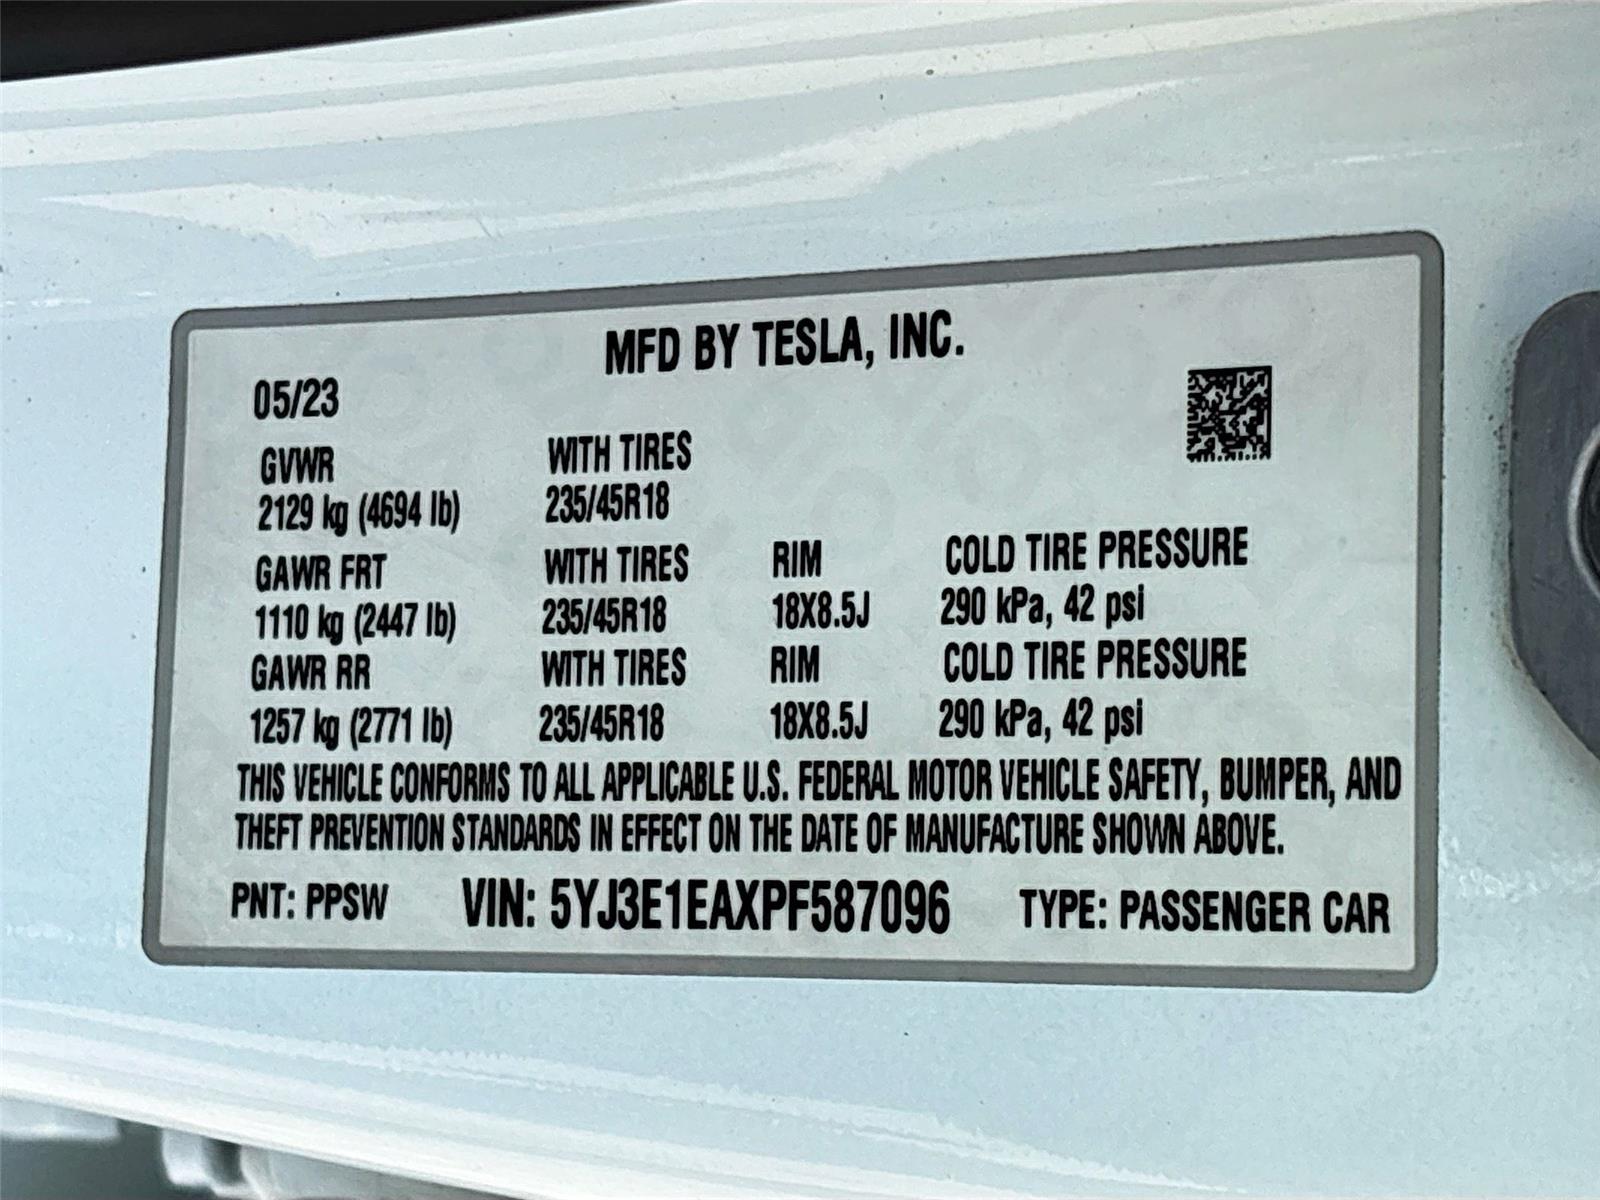 MFD BY TESLA, INC.
05/23
GVWR WITH TIRES
2129 kg (4694 lb) 235/45R18
GAWR FRT WITH TIRES RIM COLD TIRE PRESSURE
1110 kg (2447 lb) 235/45R18 18X8.5J 290 kPa, 42 psi
GAWR RR WITH TIRES RIM COLD TIRE PRESSURE
1257 kg (2771 lb) 235/45R18 18X8.5J 290 kPa, 42 psi
THIS VEHICLE CONFORMS TO ALL APPLICABLE U.S. FEDERAL MOTOR VEHICLE SAFETY, BUMPER, AND
THEFT PREVENTION STANDARDS IN EFFECT ON THE DATE OF MANUFACTURE SHOWN ABOVE.
PNT: PPSW VIN: 5YJ3E1EAXPF587096 TYPE: PASSENGER CAR